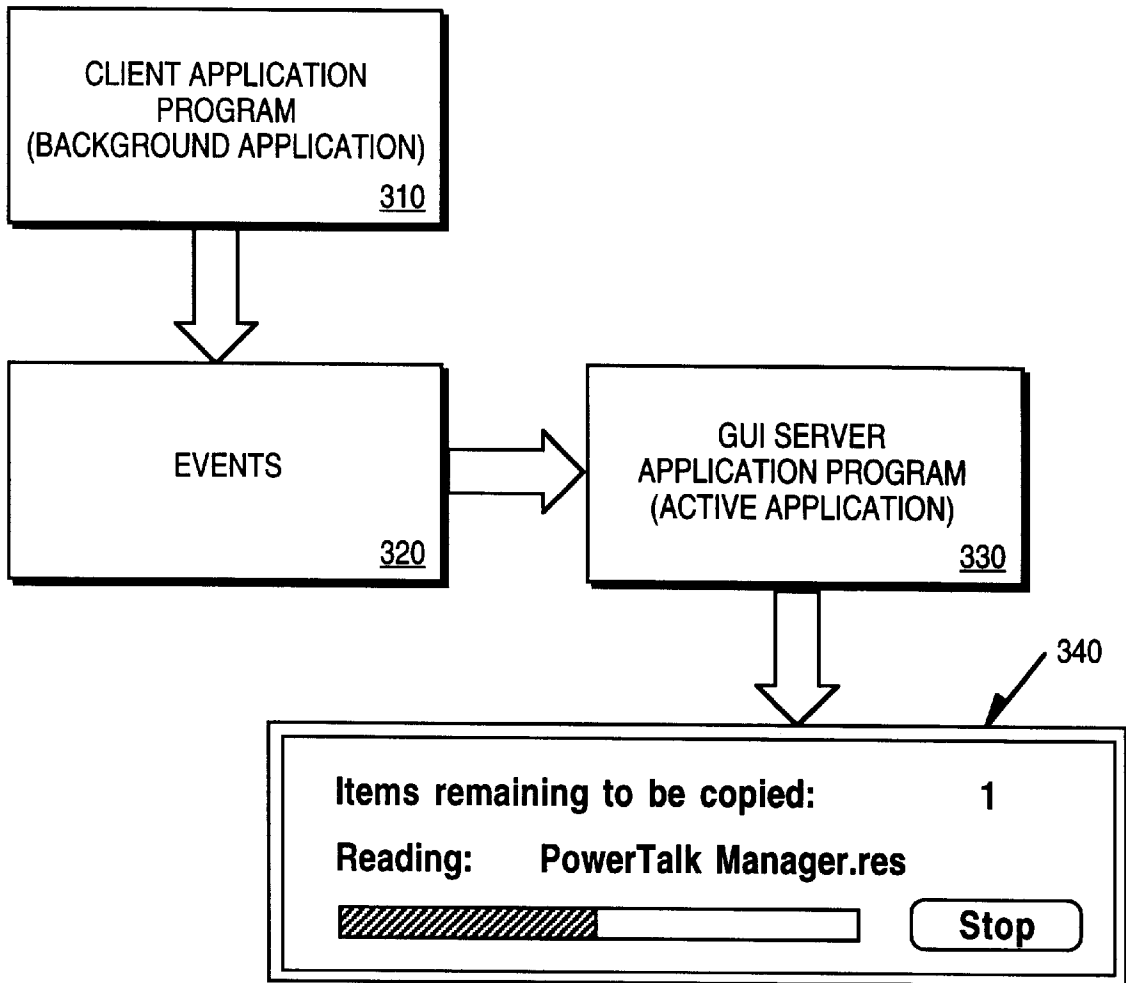 CLIENT APPLICATION
PROGRAM
(BACKGROUND APPLICATION)
310
EVENTS
320
GUI SERVER
APPLICATION PROGRAM
(ACTIVE APPLICATION)
330
340
Items remaining to be copied: 1
Reading: PowerTalk Manager.res
Stop